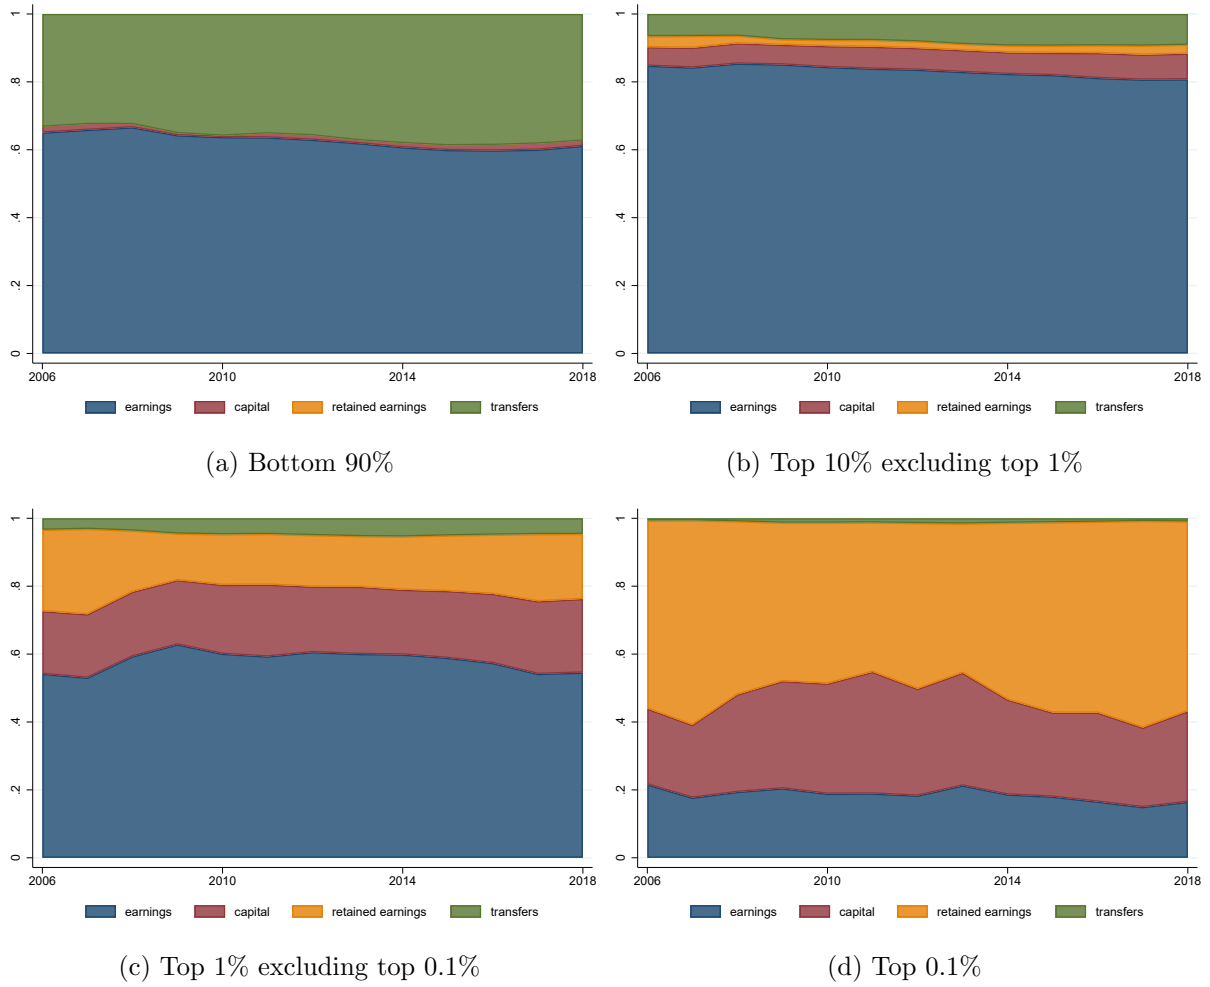 1
.8
.6
.4
.2
0
2006 2010 2014 2018
earnings capital retained earnings transfers
(a) Bottom 90%
1
.8
.6
.4
.2
0
2006 2010 2014 2018
earnings capital retained earnings transfers
(b) Top 10% excluding top 1%
1
.8
.6
.4
.2
0
2006 2010 2014 2018
earnings capital retained earnings transfers
(c) Top 1% excluding top 0.1%
1
.8
.6
.4
.2
0
2006 2010 2014 2018
earnings capital retained earnings transfers
(d) Top 0.1%